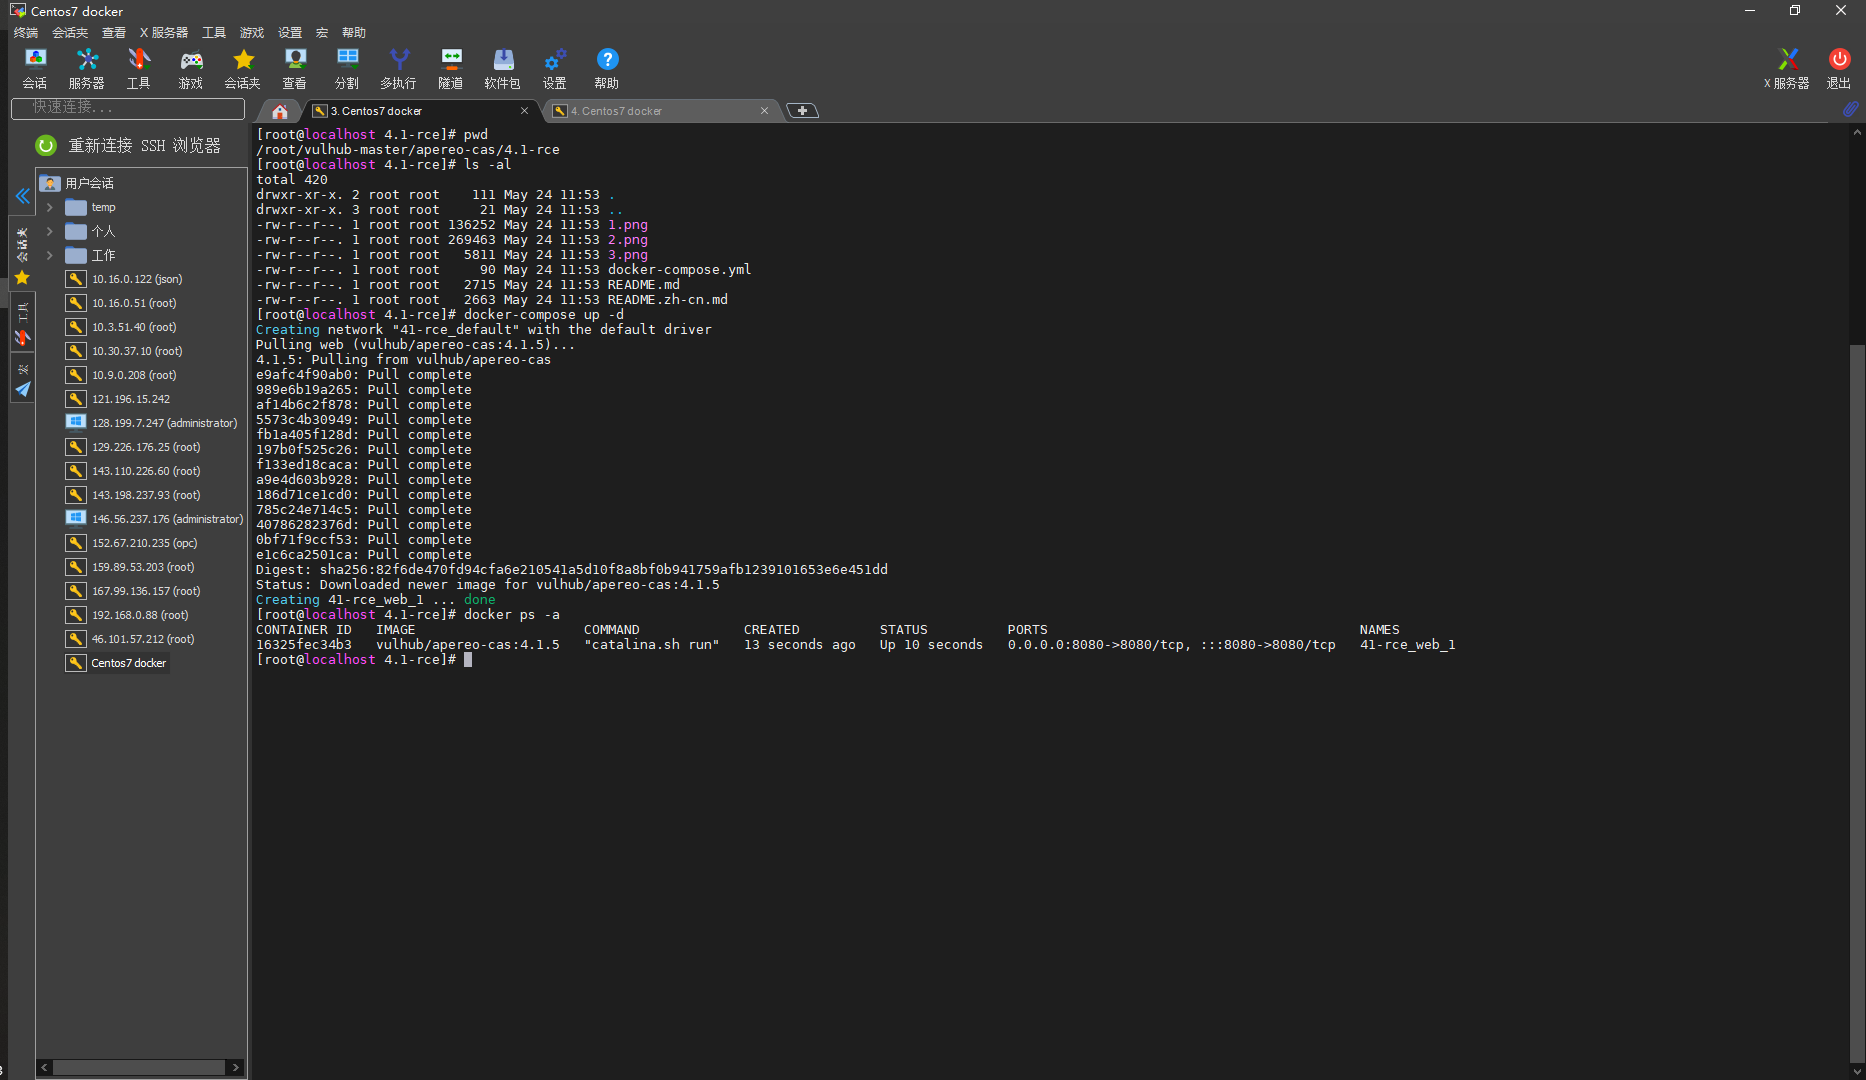 Centos7 docker
终端 会话夹 查看 X 服务器 工具 游戏 设置 宏 帮助
会话 服务器 工具 游戏 会话夹 查看 分割 多执行 隧道 软件包 设置 帮助 X 服务器 退出
快速连接...
3. Centos7 docker
4. Centos7 docker
重新连接 SSH 浏览器
会话夹
工具
宏
用户会话
temp
个人
工作
10.16.0.122 (json)
10.16.0.51 (root)
10.3.51.40 (root)
10.30.37.10 (root)
10.9.0.208 (root)
121.196.15.242
128.199.7.247 (administrator)
129.226.176.25 (root)
143.110.226.60 (root)
143.198.237.93 (root)
146.56.237.176 (administrator)
152.67.210.235 (opc)
159.89.53.203 (root)
167.99.136.157 (root)
192.168.0.88 (root)
46.101.57.212 (root)
Centos7 docker
[root@localhost 4.1-rce]# pwd
/root/vulhub-master/apereo-cas/4.1-rce
[root@localhost 4.1-rce]# ls -al
total 420
drwxr-xr-x. 2 root root    111 May 24 11:53 .
drwxr-xr-x. 3 root root     21 May 24 11:53 ..
-rw-r--r--. 1 root root 136252 May 24 11:53 1.png
-rw-r--r--. 1 root root 269463 May 24 11:53 2.png
-rw-r--r--. 1 root root   5811 May 24 11:53 3.png
-rw-r--r--. 1 root root     90 May 24 11:53 docker-compose.yml
-rw-r--r--. 1 root root   2715 May 24 11:53 README.md
-rw-r--r--. 1 root root   2663 May 24 11:53 README.zh-cn.md
[root@localhost 4.1-rce]# docker-compose up -d
Creating network "41-rce_default" with the default driver
Pulling web (vulhub/apereo-cas:4.1.5)...
4.1.5: Pulling from vulhub/apereo-cas
e9afc4f90ab0: Pull complete
989e6b19a265: Pull complete
af14b6c2f878: Pull complete
5573c4b30949: Pull complete
fb1a405f128d: Pull complete
197b0f525c26: Pull complete
f133ed18caca: Pull complete
a9e4d603b928: Pull complete
186d71ce1cd0: Pull complete
785c24e714c5: Pull complete
40786282376d: Pull complete
0bf71f9ccf53: Pull complete
e1c6ca2501ca: Pull complete
Digest: sha256:82f6de470fd94cfa6e210541a5d10f8a8bf0b941759afb1239101653e6e451dd
Status: Downloaded newer image for vulhub/apereo-cas:4.1.5
Creating 41-rce_web_1 ... done
[root@localhost 4.1-rce]# docker ps -a
CONTAINER ID   IMAGE                     COMMAND             CREATED          STATUS          PORTS                                       NAMES
16325fec34b3   vulhub/apereo-cas:4.1.5   "catalina.sh run"   13 seconds ago   Up 10 seconds   0.0.0.0:8080->8080/tcp, :::8080->8080/tcp   41-rce_web_1
[root@localhost 4.1-rce]#